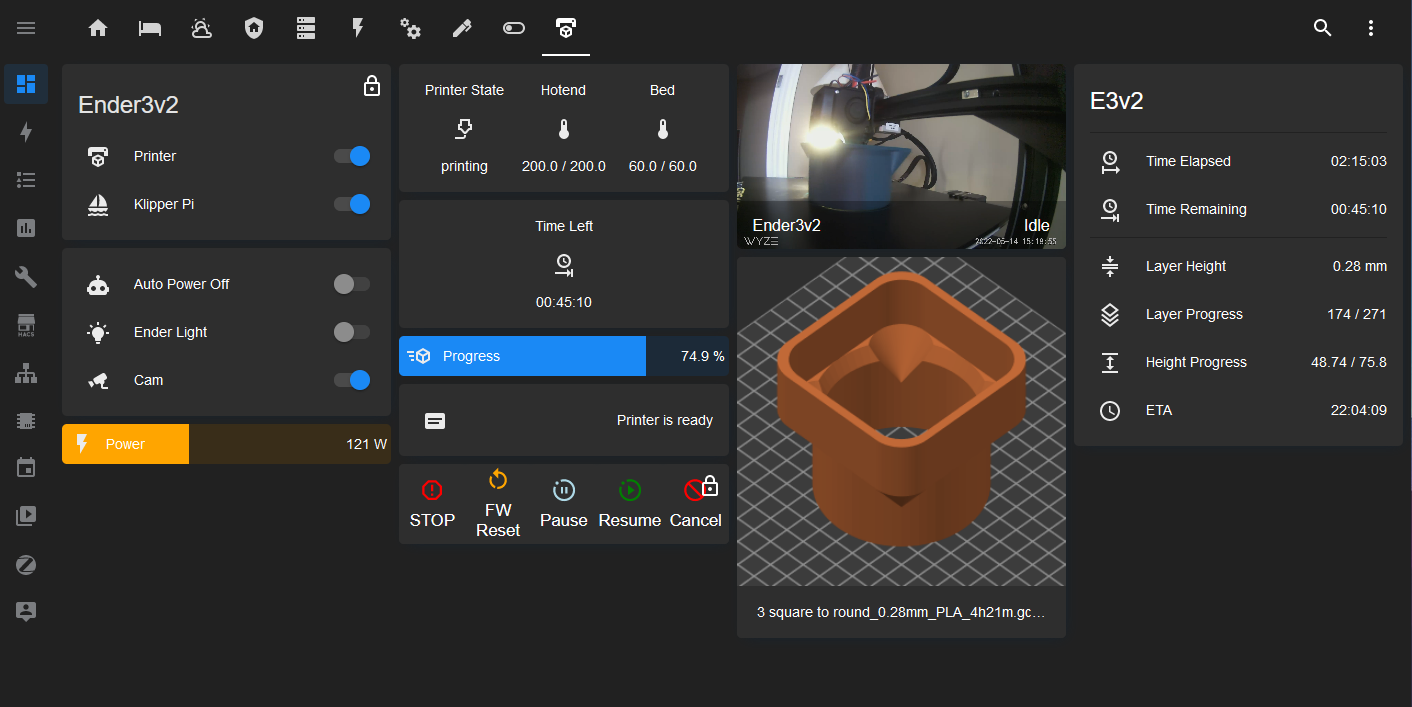 HACS
Ender3v2
Printer
Klipper Pi
Auto Power Off
Ender Light
Cam
Power
121 W
Printer State
Hotend
Bed
printing
200.0 / 200.0
60.0 / 60.0
Time Left
00:45:10
Progress
74.9 %
Printer is ready
STOP
FW
Reset
Pause
Resume
Cancel
Ender3v2
Idle
WYZE
2022-05-14 15:18:55
3 square to round_0.28mm_PLA_4h21m.gc…
E3v2
Time Elapsed
02:15:03
Time Remaining
00:45:10
Layer Height
0.28 mm
Layer Progress
174 / 271
Height Progress
48.74 / 75.8
ETA
22:04:09